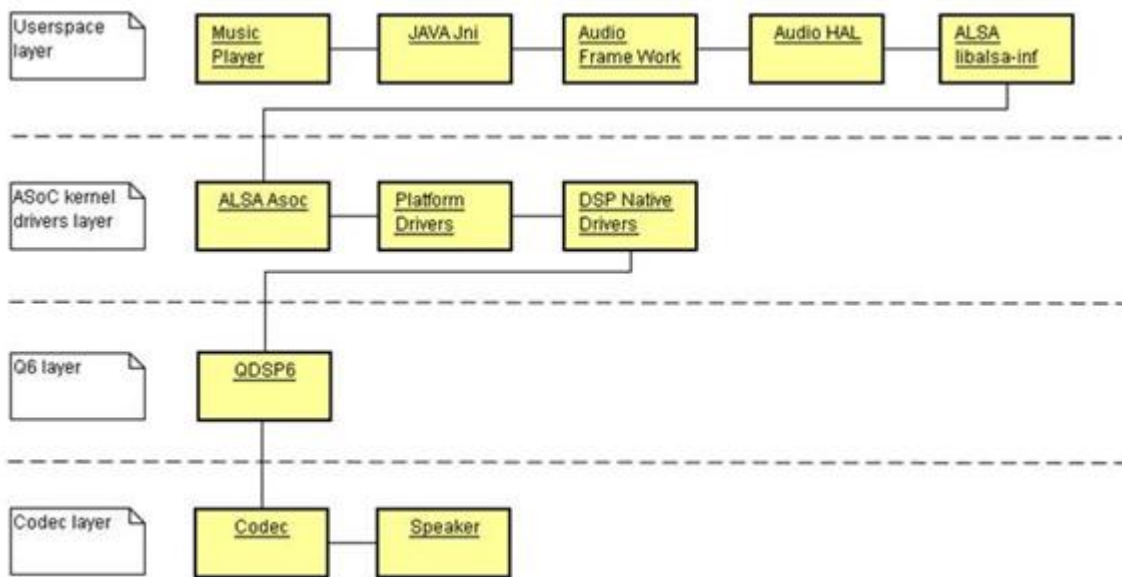 Userspace
layer
Music
Player
JAVA Jni
Audio
Frame Work
Audio HAL
ALSA
libalsa-inf
ASoC kernel
drivers layer
ALSA Asoc
Platform
Drivers
DSP Native
Drivers
Q6 layer
QDSP6
Codec layer
Codec
Speaker